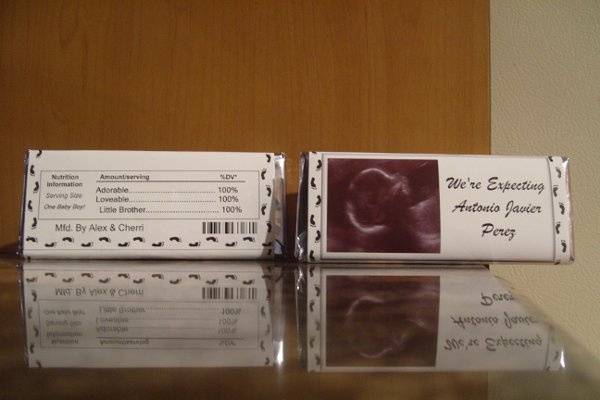 Nutrition Information
Amount/serving %DV*
Serving Size
One Baby Boy!
Adorable 100%
Loveable 100%
Little Brother 100%
Mfd. By Alex & Cherri
We're Expecting
Antonio Javier
Perez